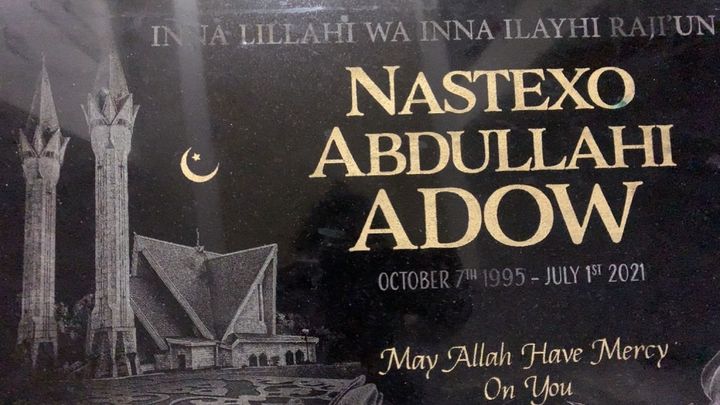 INNA LILLAHI WA INNA ILAYHI RAJI'UN
NASTEXO
ABDULLAHI
ADOW
OCTOBER 7TH 1995 - JULY 1ST 2021
May Allah Have Mercy
On You